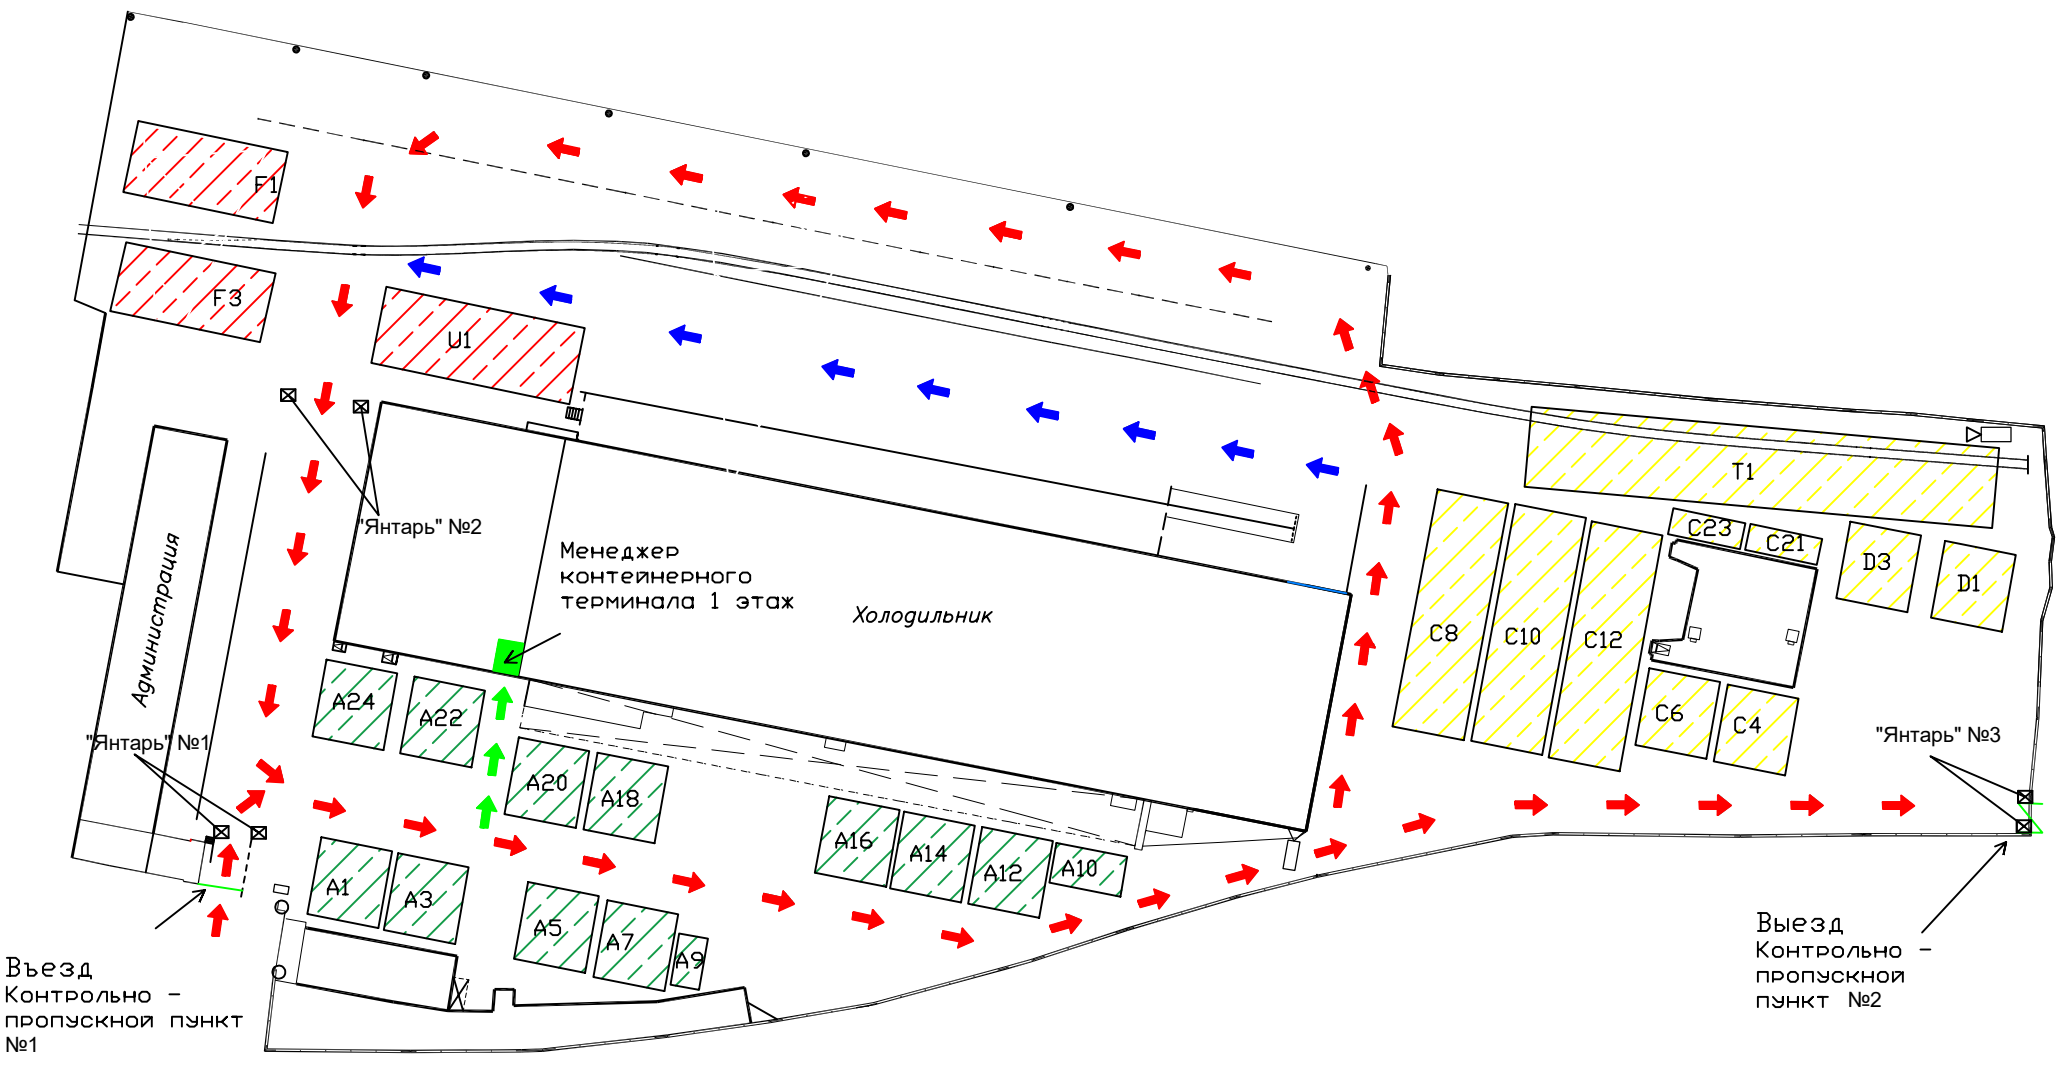 F1
F3
U1
"Янтарь" №2
Администрация
Менеджер
контейнерного
терминала 1 этаж
Холодильник
T1
C23
C21
D3
D1
C8
C10
C12
C6
C4
A24
A22
"Янтарь" №1
"Янтарь" №3
A20
A18
A16
A14
A12
A10
A1
A3
A5
A7
A9
Въезд
Контрольно -
пропускной пункт
№1
Выезд
Контрольно -
пропускной
пункт №2